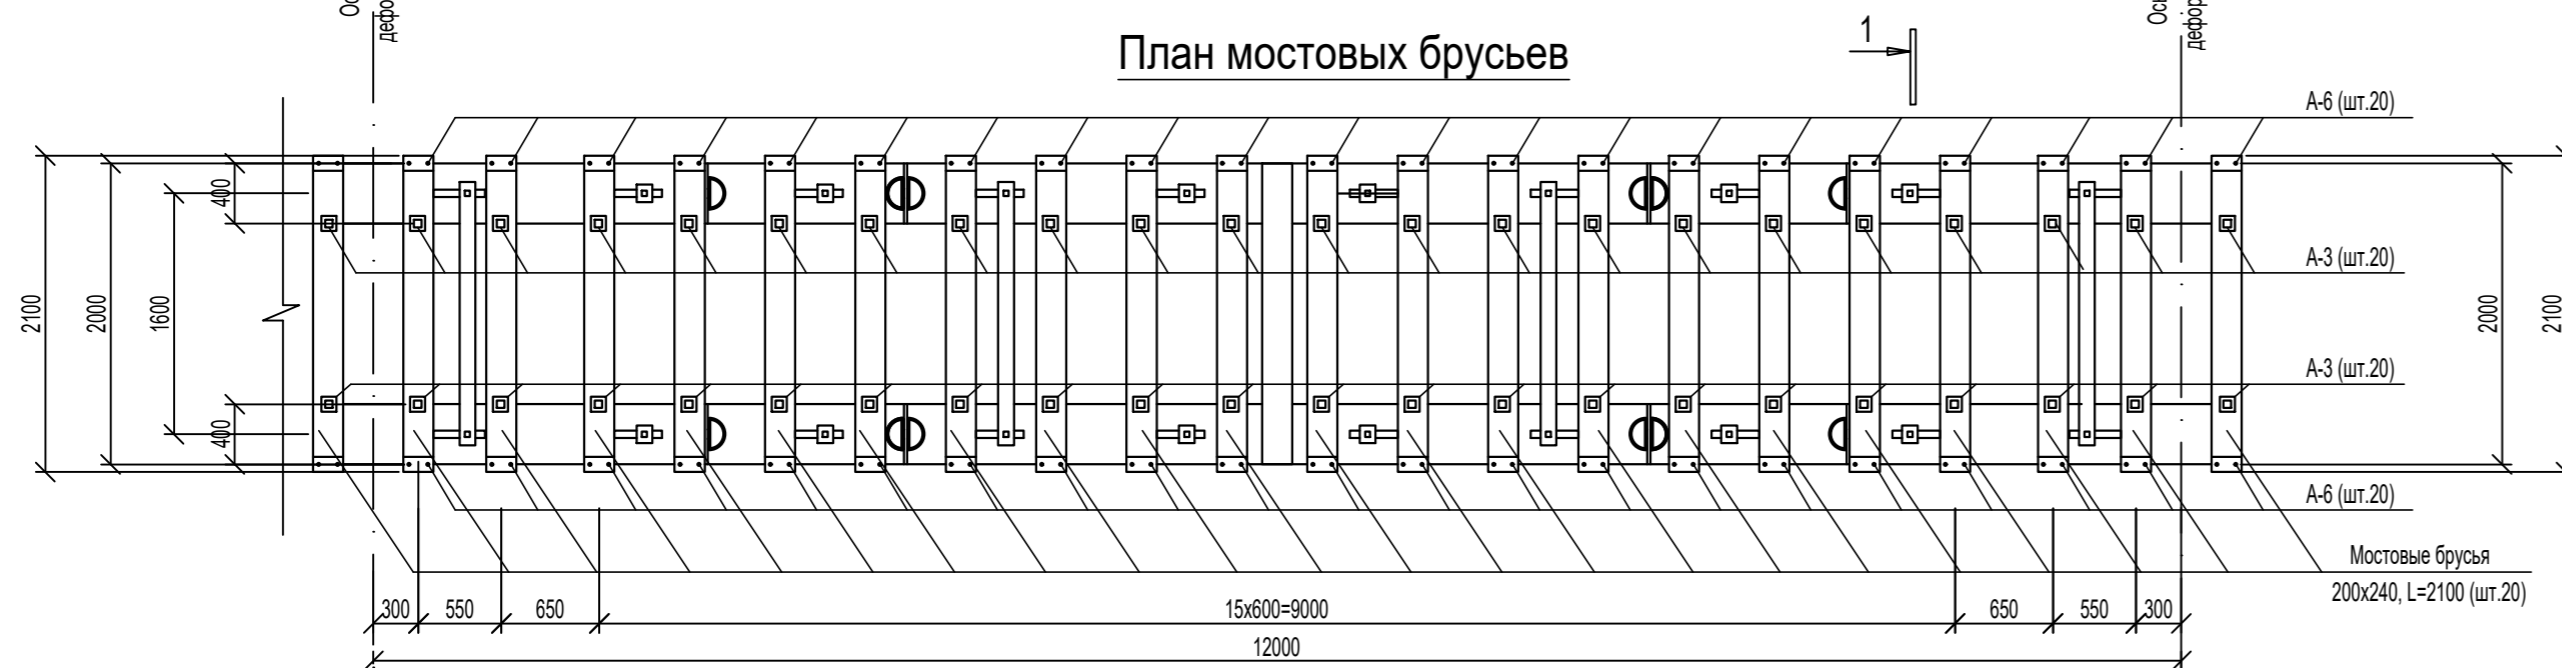 План мостовых брусьев
1
А-6 (шт.20)
400
А-3 (шт.20)
2100
2000
1600
2000
2100
А-3 (шт.20)
400
А-6 (шт.20)
Мостовые брусья
200х240, L=2100 (шт.20)
300
550
650
15х600=9000
650
550
300
12000